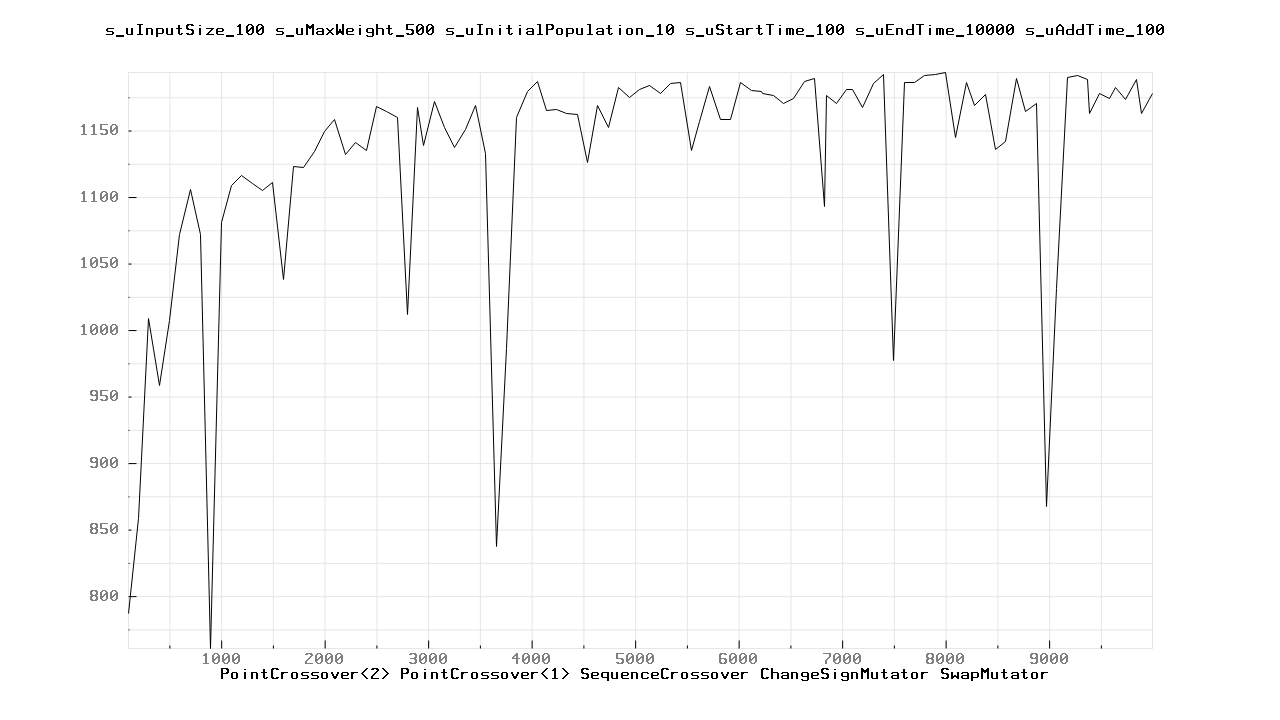 s_uInputSize_100 s_uMaxWeight_500 s_uInitialPopulation_10 s_uStartTime_100 s_uEndTime_10000 s_uAddTime_100
1150
1100
1050
1000
950
900
850
800
1000 2000 3000 4000 5000 6000 7000 8000 9000
PointCrossover<2> PointCrossover<1> SequenceCrossover ChangeSignMutator SwapMutator